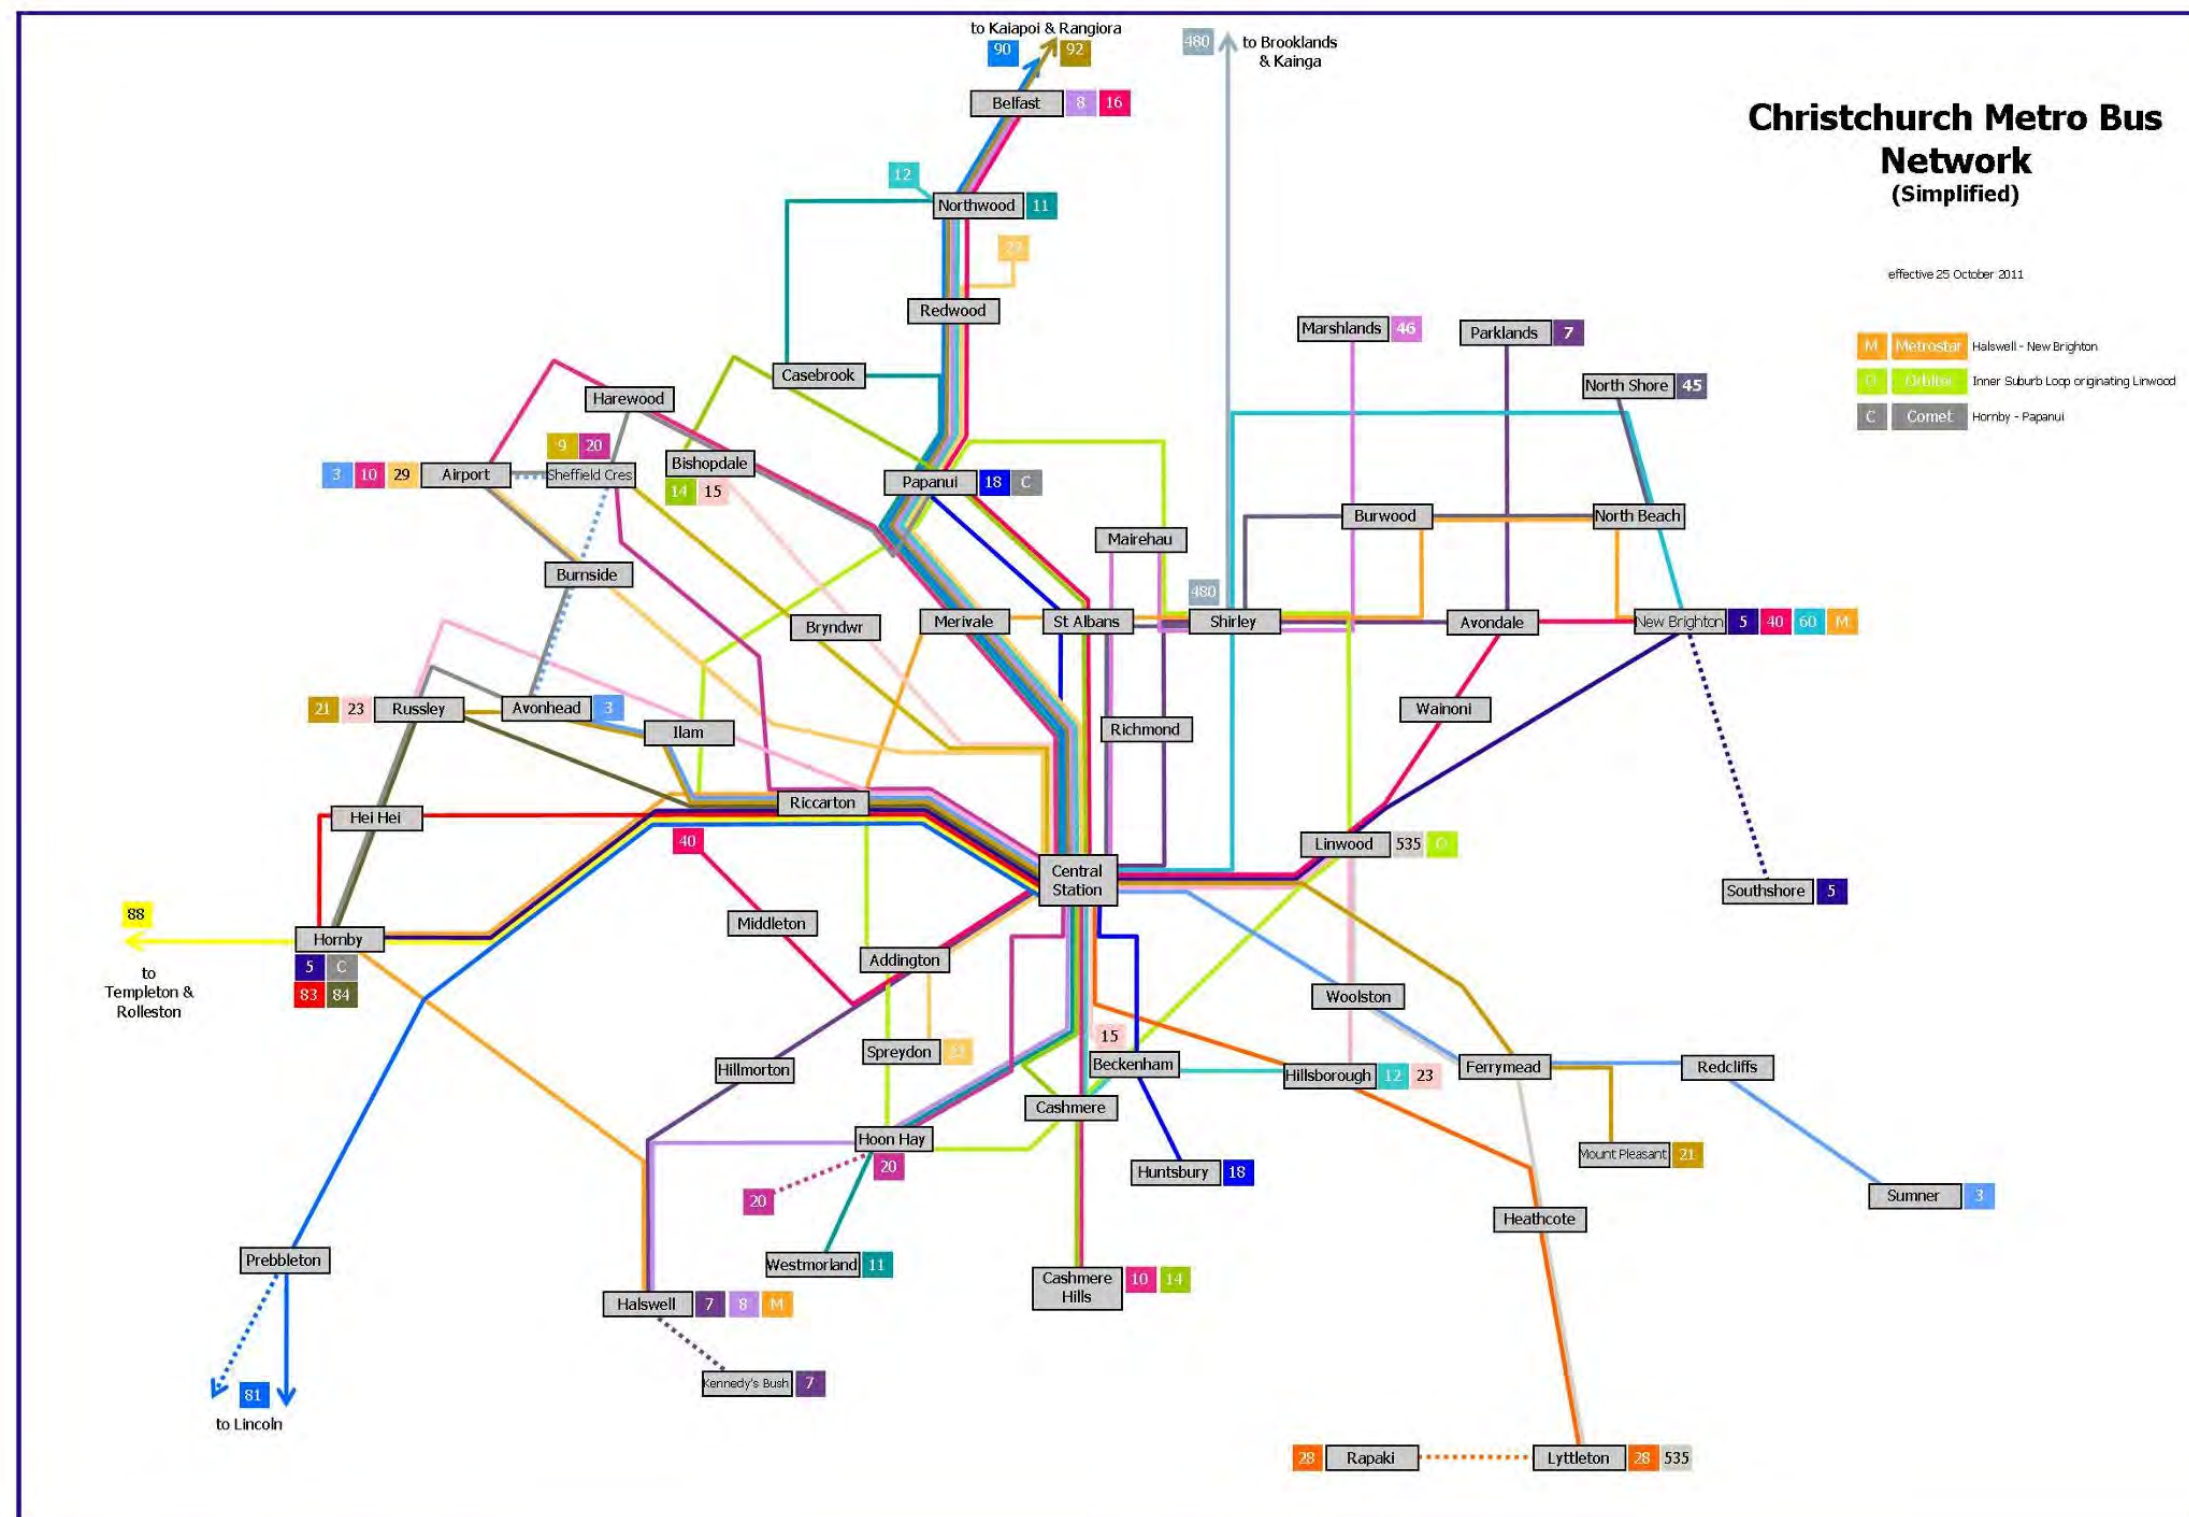 to Kaiapoi & Rangiora
90
92
480
to Brooklands
& Kainga
Belfast 8 16
Christchurch Metro Bus
Network
(Simplified)
12
Northwood 11
effective 25 October 2011
Redwood
Marshlands 46
Parklands 7
M Metrostar Halswell - New Brighton
O Orbiter Inner Suburb Loop originating Linwood
C Comet Hornby - Papanui
Casebrook
North Shore 45
Harewood
9 20
3 10 29 Airport
Sheffield Cres
Bishopdale
14 15
Papanui 18 C
Burwood
North Beach
Mairehau
Burnside
480
Bryndwr
Merivale
St Albans
Shirley
Avondale
New Brighton 5 40 60 M
21 23 Russley
Avonhead 3
Ilam
Richmond
Wainoni
Hei Hei
Riccarton
40
Linwood 535 O
Central
Station
Southshore 5
88
Middleton
Hornby
5 C
83 84
to
Templeton &
Rolleston
Addington
Woolston
15
Spreydon
Hillmorton
Beckenham
Hillsborough 12 23
Ferrymead
Redcliffs
Cashmere
Hoon Hay
20
20
Huntsbury 18
Mount Pleasant 21
Sumner 3
Heathcote
Prebbleton
Westmorland 11
Cashmere
Hills
10 14
Halswell 7 8 M
Kennedy's Bush 7
81
to Lincoln
28 Rapaki
Lyttleton 28 535